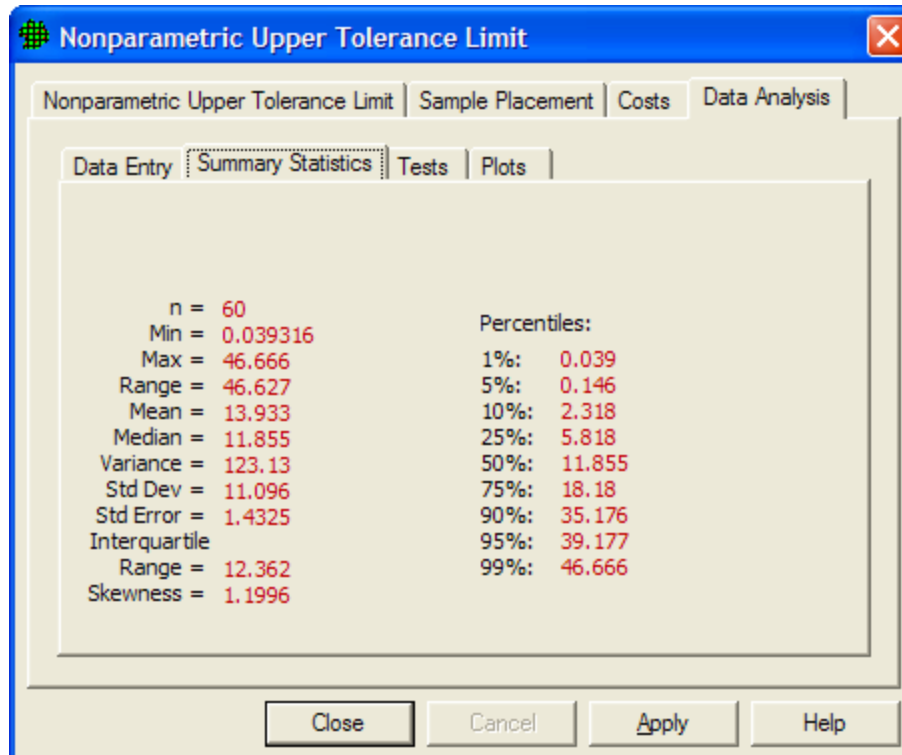 Nonparametric Upper Tolerance Limit
Nonparametric Upper Tolerance Limit Sample Placement Costs Data Analysis
Data Entry Summary Statistics Tests Plots
n = 60
Min = 0.039316
Max = 46.666
Range = 46.627
Mean = 13.933
Median = 11.855
Variance = 123.13
Std Dev = 11.096
Std Error = 1.4325
Interquartile
Range = 12.362
Skewness = 1.1996
Percentiles:
1%: 0.039
5%: 0.146
10%: 2.318
25%: 5.818
50%: 11.855
75%: 18.18
90%: 35.176
95%: 39.177
99%: 46.666
Close Cancel Apply Help